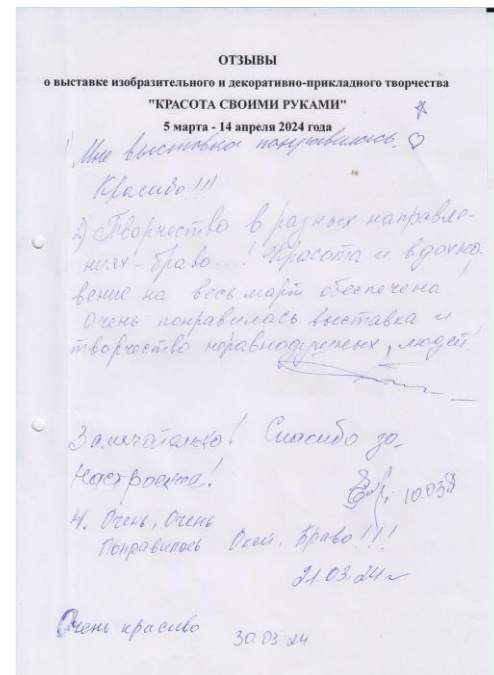 ОТЗЫВЫ
о выставке изобразительного и декоративно-прикладного творчества
"КРАСОТА СВОИМИ РУКАМИ"
5 марта - 14 апреля 2024 года
1) Мне выставка понравилась.
Красиво!!!
2) Творчество в разных направле-
ниях - браво...! Красота и вдохно-
вение на весь март обеспечена.
Очень понравилась выставка и
творчество неравнодушных людей!
Замечательно! Спасибо за
настроение!
10.03
4. Очень, Очень
Понравилось Окей. Браво!!!
21.03.24г
Очень красиво 30.03.24